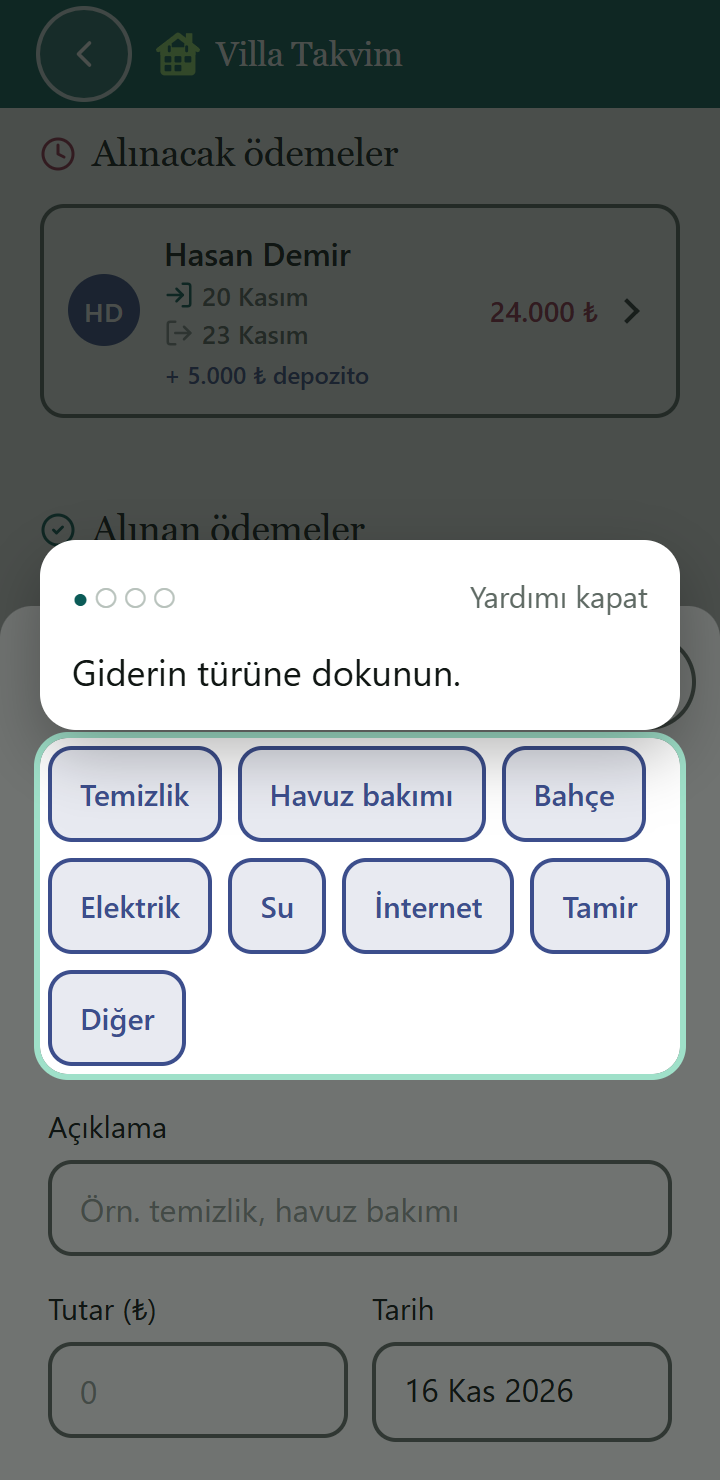 Villa Takvim
Alınacak ödemeler
Hasan Demir
HD
20 Kasım
23 Kasım
24.000 ₺
+ 5.000 ₺ depozito
Alınan ödemeler
Yardımı kapat
Giderin türüne dokunun.
Temizlik Havuz bakımı Bahçe
Elektrik Su İnternet Tamir
Diğer
Açıklama
Örn. temizlik, havuz bakımı
Tutar (₺) Tarih
0 16 Kas 2026